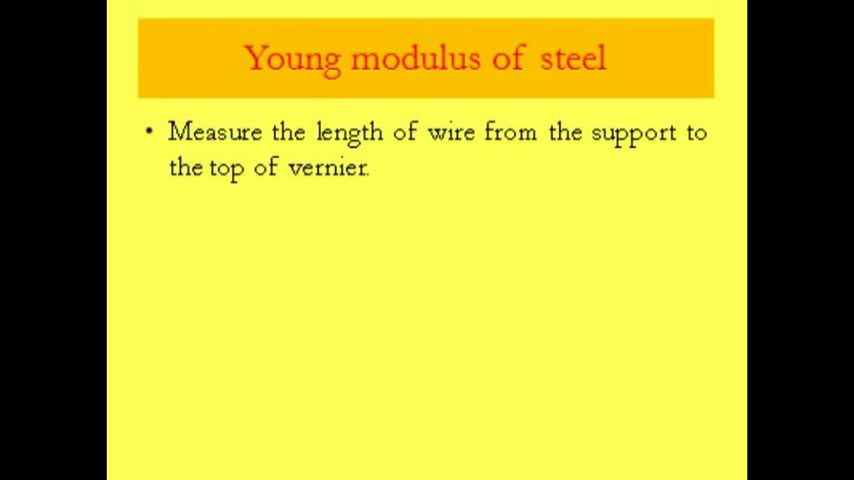 Young modulus of steel
• Measure the length of wire from the support to
the top of vernier.